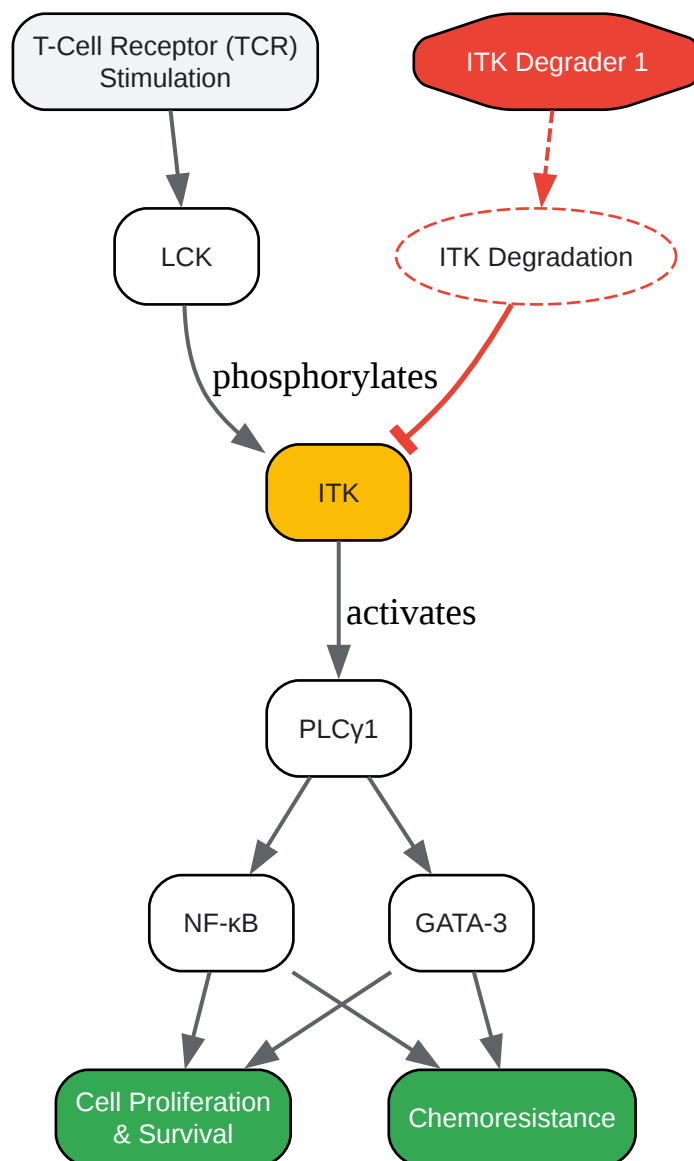 T-Cell Receptor (TCR)
Stimulation
ITK Degrader 1
LCK
ITK Degradation
phosphorylates
ITK
activates
PLCγ1
NF-κB
GATA-3
Cell Proliferation
& Survival
Chemoresistance